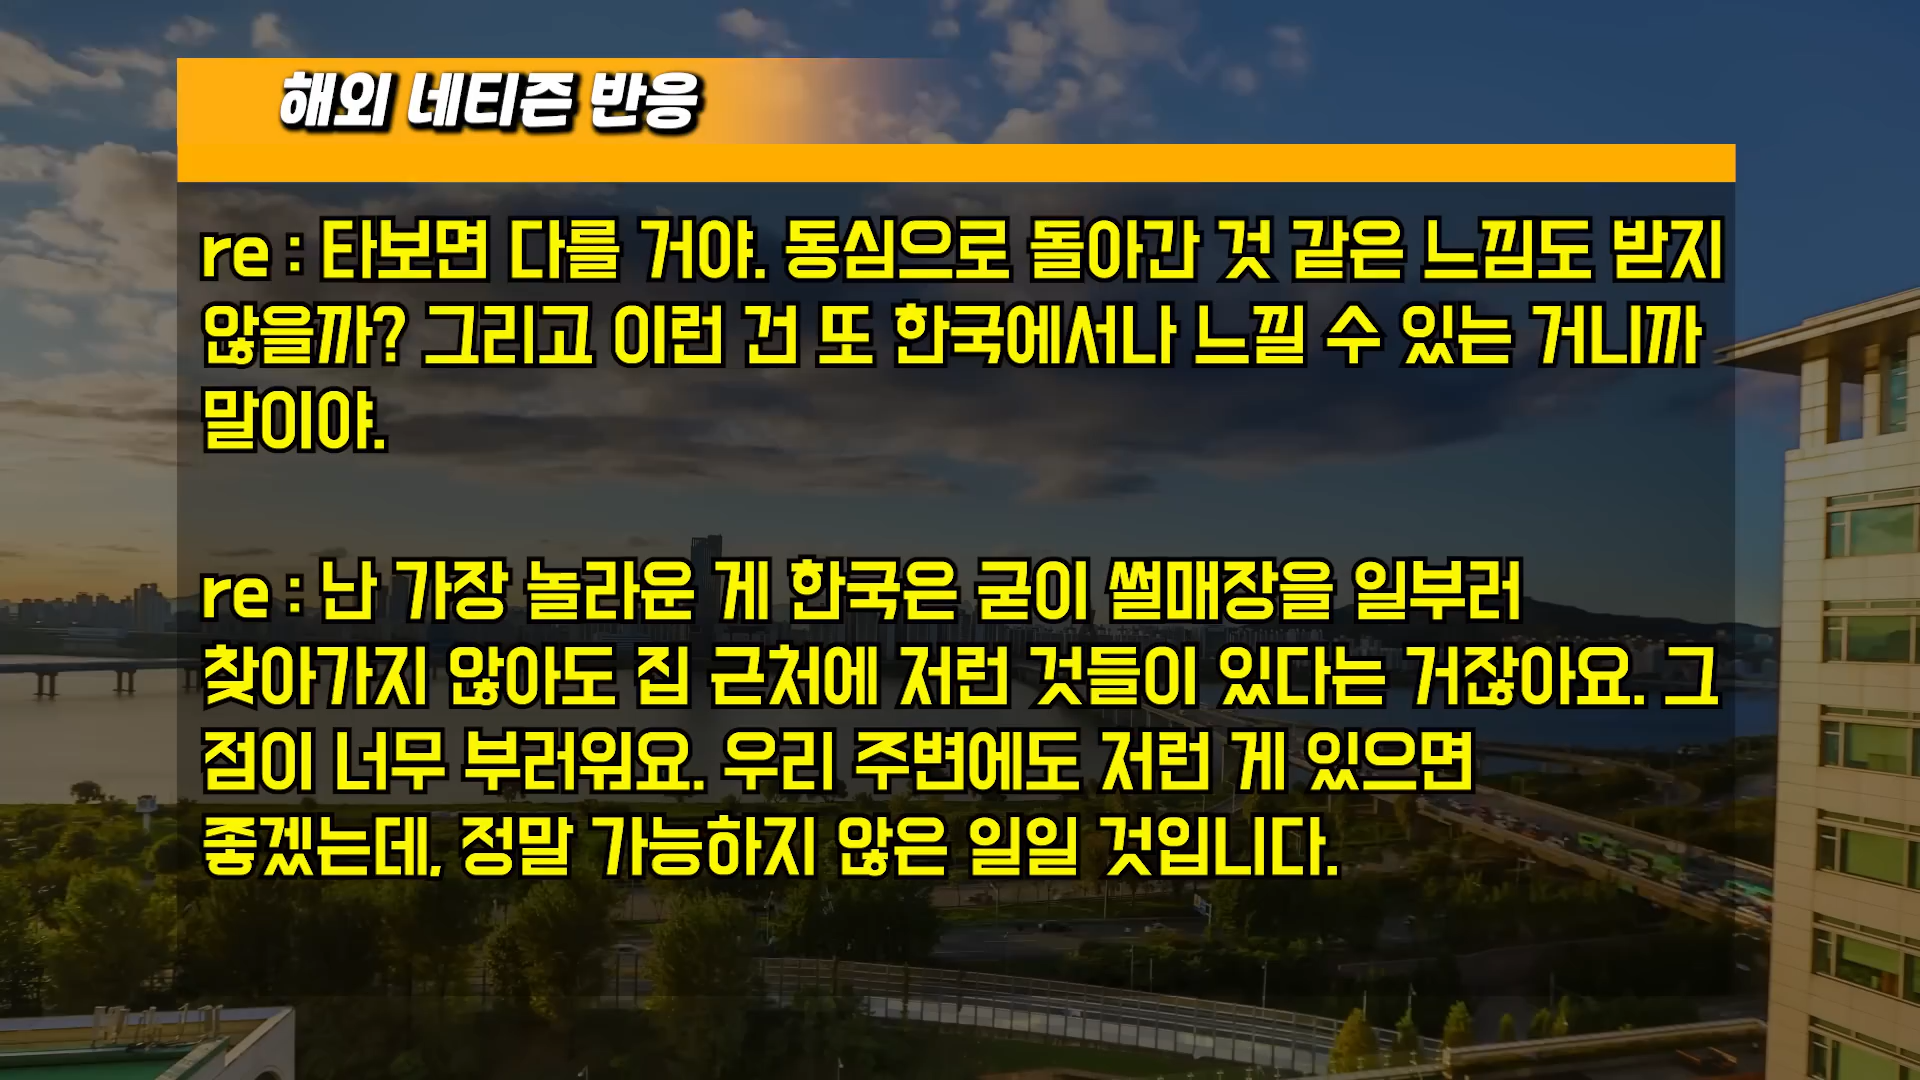 해외 네티즌 반응
re : 타보면 다를 거야. 동심으로 돌아간 것 같은 느낌도 받지
않을까? 그리고 이런 건 또 한국에서나 느낄 수 있는 거니까
말이야.
re : 난 가장 놀라운 게 한국은 굳이 썰매장을 일부러
찾아가지 않아도 집 근처에 저런 것들이 있다는 거잖아요. 그
점이 너무 부러워요. 우리 주변에도 저런 게 있으면
좋겠는데, 정말 가능하지 않은 일일 것입니다.